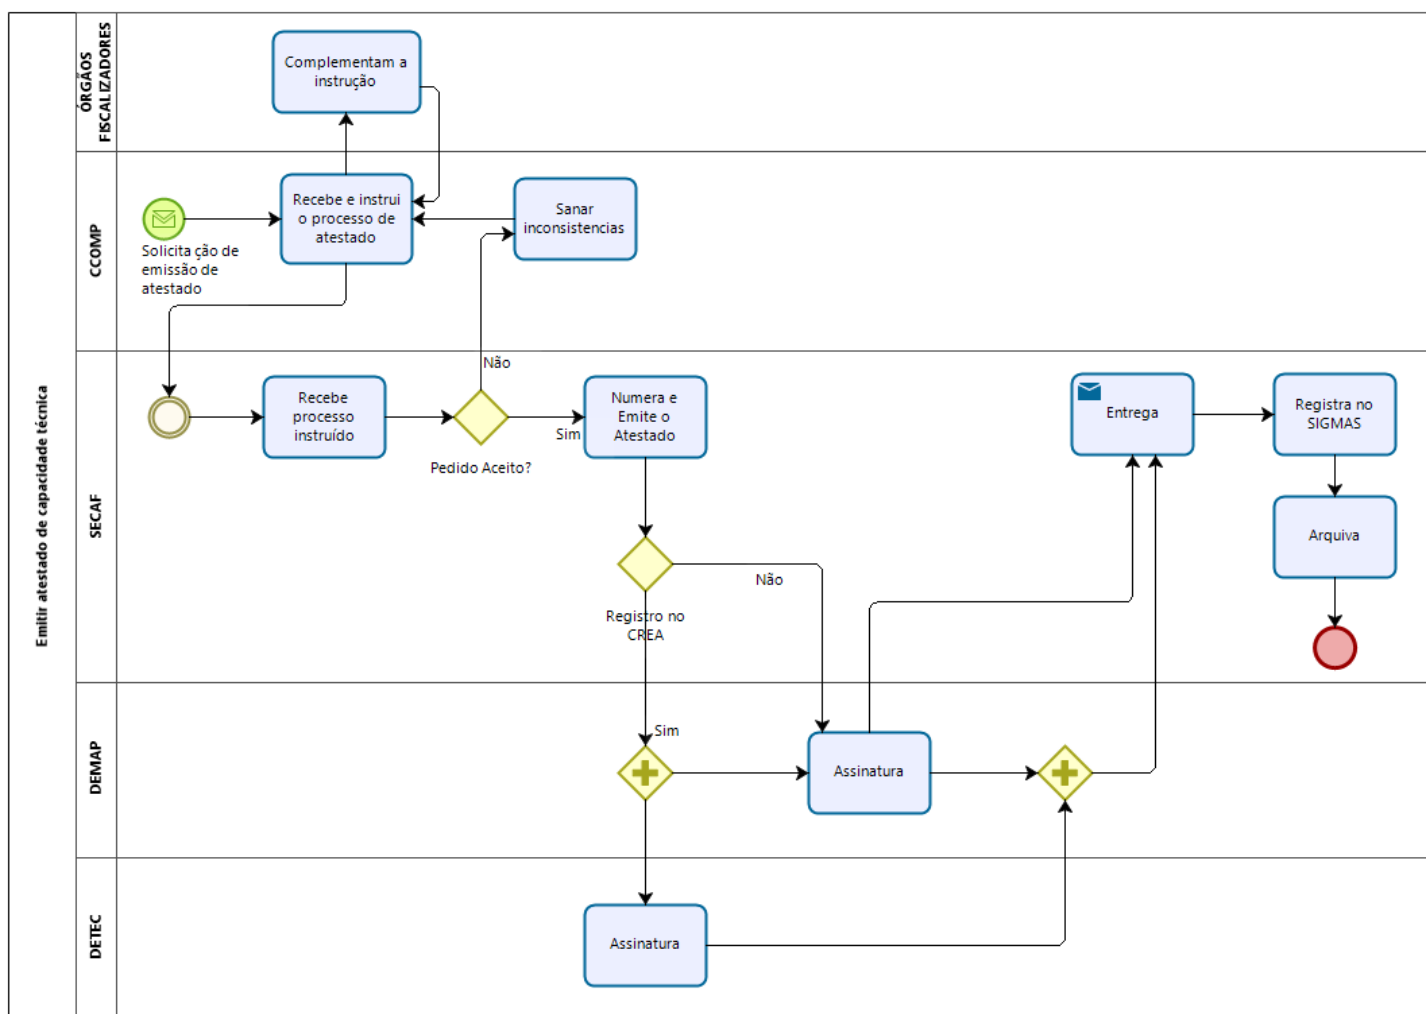 Emitir atestado de capacidade técnica
ÓRGÃOS
FISCALIZADORES
Complementam a
instrução
CCOMP
Solicita ção de
emissão de
atestado
Recebe e instrui
o processo de
atestado
Sanar
inconsistencias
SECAF
Recebe
processo
instruído
Não
Pedido Aceito?
Sim
Numera e
Emite o
Atestado
Registro no
CREA
Não
Entrega
Registra no
SIGMAS
Arquiva
DEMAP
Sim
Assinatura
DETEC
Assinatura